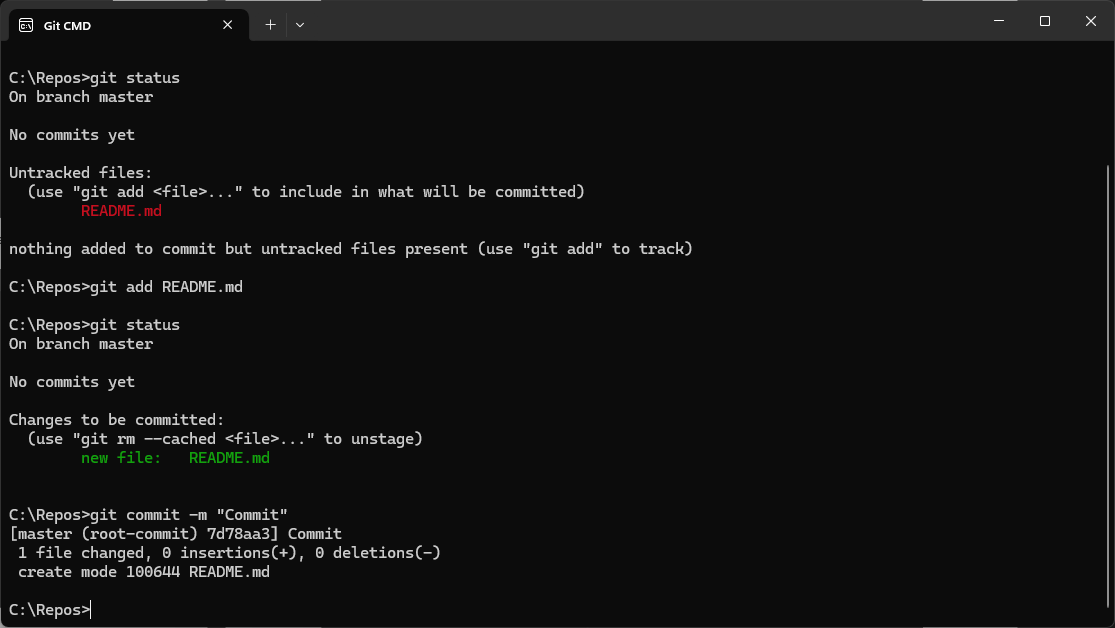 Git CMD
C:\Repos>git status
On branch master
No commits yet
Untracked files:
  (use "git add <file>..." to include in what will be committed)
        README.md
nothing added to commit but untracked files present (use "git add" to track)
C:\Repos>git add README.md
C:\Repos>git status
On branch master
No commits yet
Changes to be committed:
  (use "git rm --cached <file>..." to unstage)
        new file:   README.md
C:\Repos>git commit -m "Commit"
[master (root-commit) 7d78aa3] Commit
 1 file changed, 0 insertions(+), 0 deletions(-)
 create mode 100644 README.md
C:\Repos>